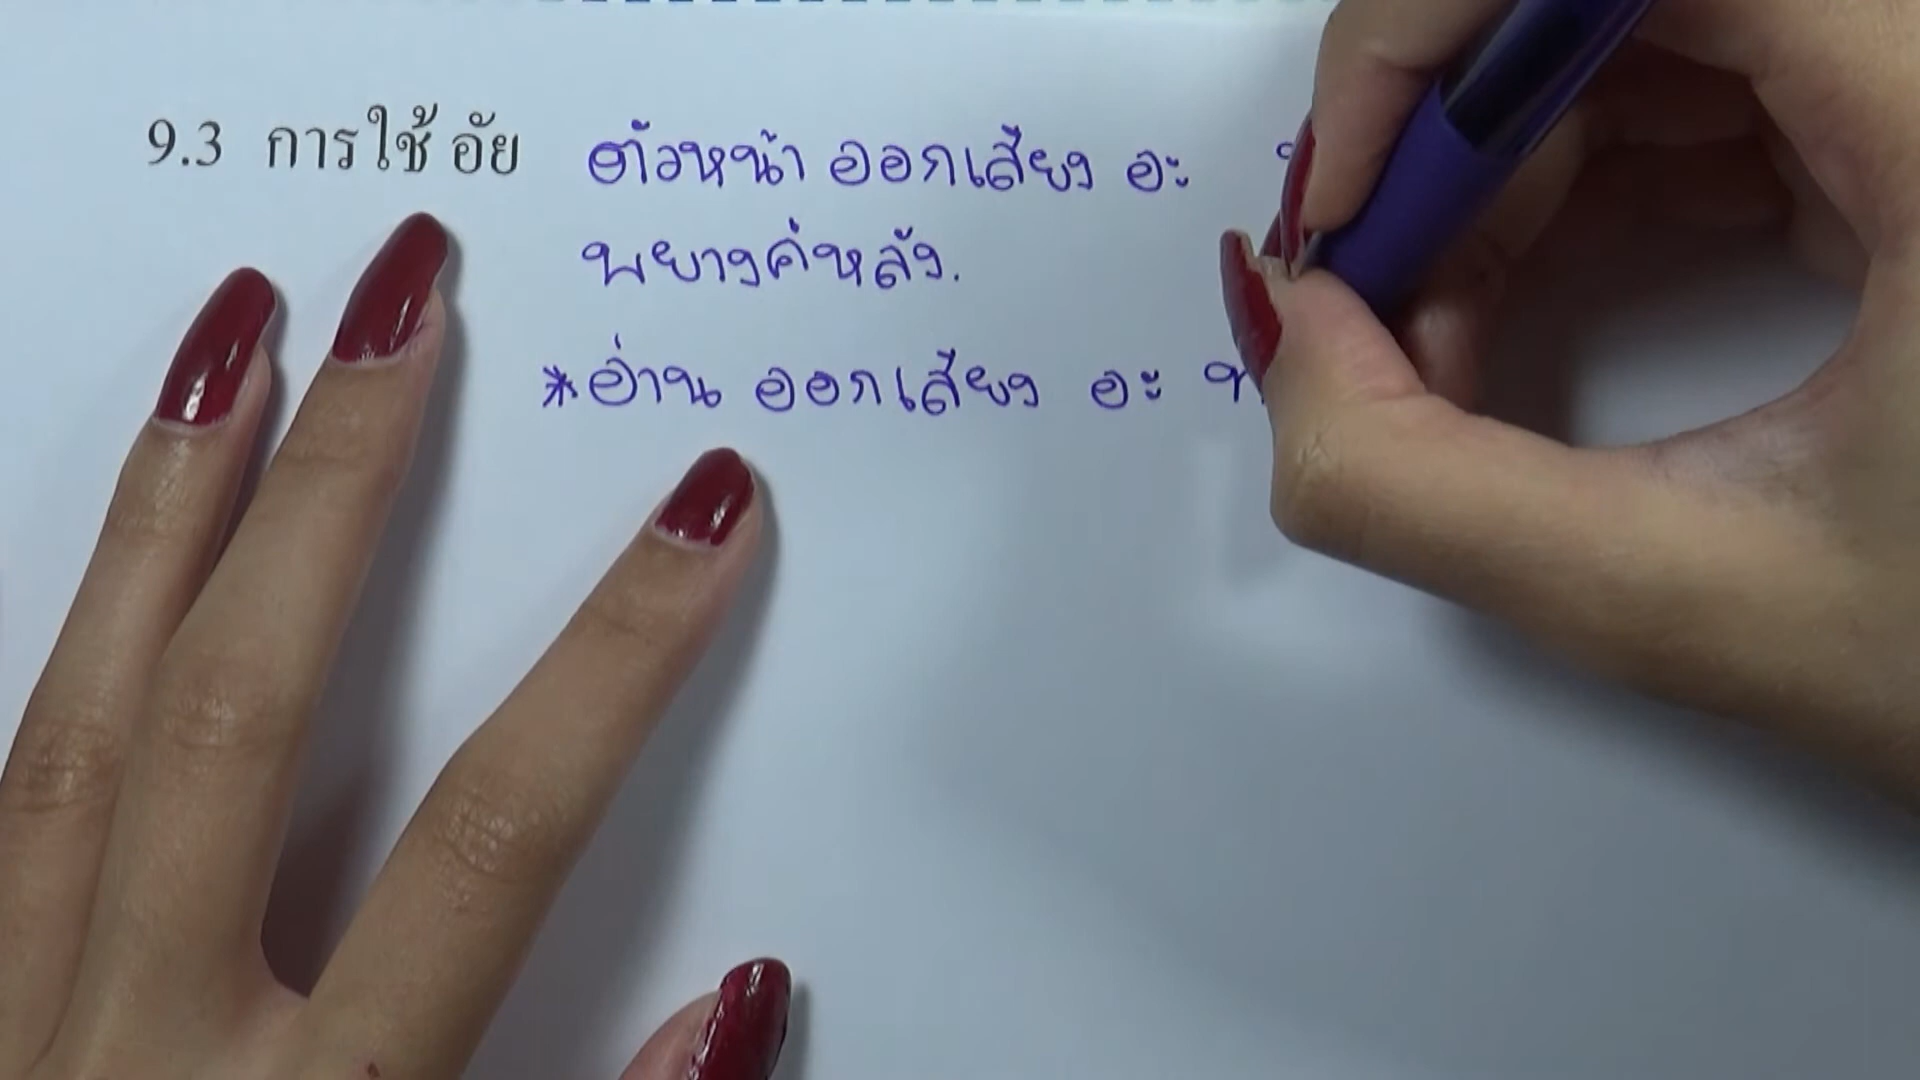 9.3 การใช้ อัย ตัวหน้า ออกเสียง อะ
พยางค์หลัง.
*อ่าน ออกเสียง อะ